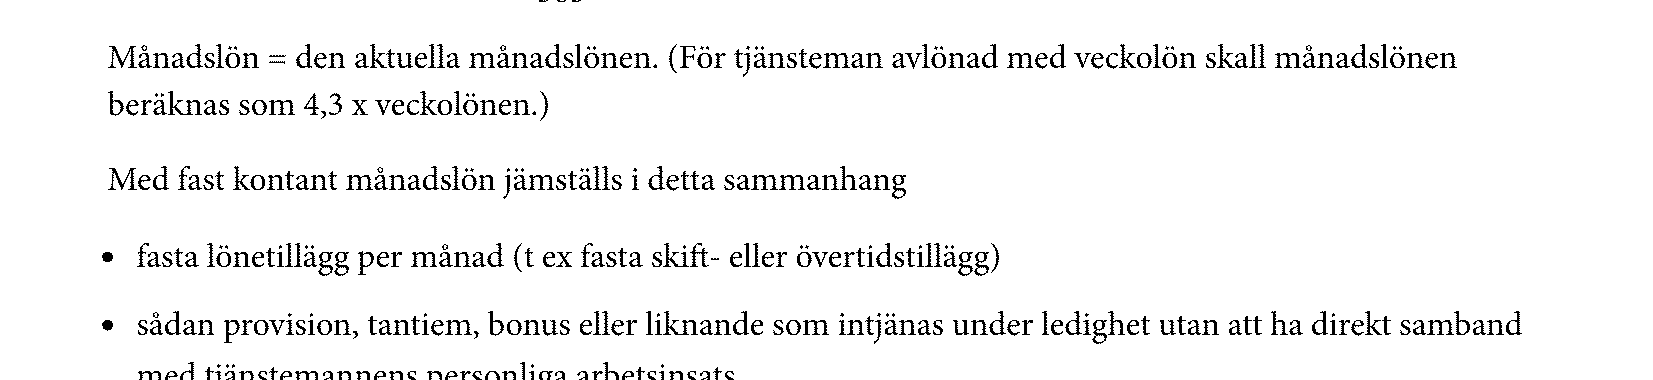 Månadslön = den aktuella månadslönen. (För tjänsteman avlönad med veckolön skall månadslönen
beräknas som 4,3 x veckolönen.)
Med fast kontant månadslön jämställs i detta sammanhang
• fasta lönetillägg per månad (t ex fasta skift- eller övertidstillägg)
• sådan provision, tantiem, bonus eller liknande som intjänas under ledighet utan att ha direkt samband
med tjänstemannens personliga arbetsinsats.